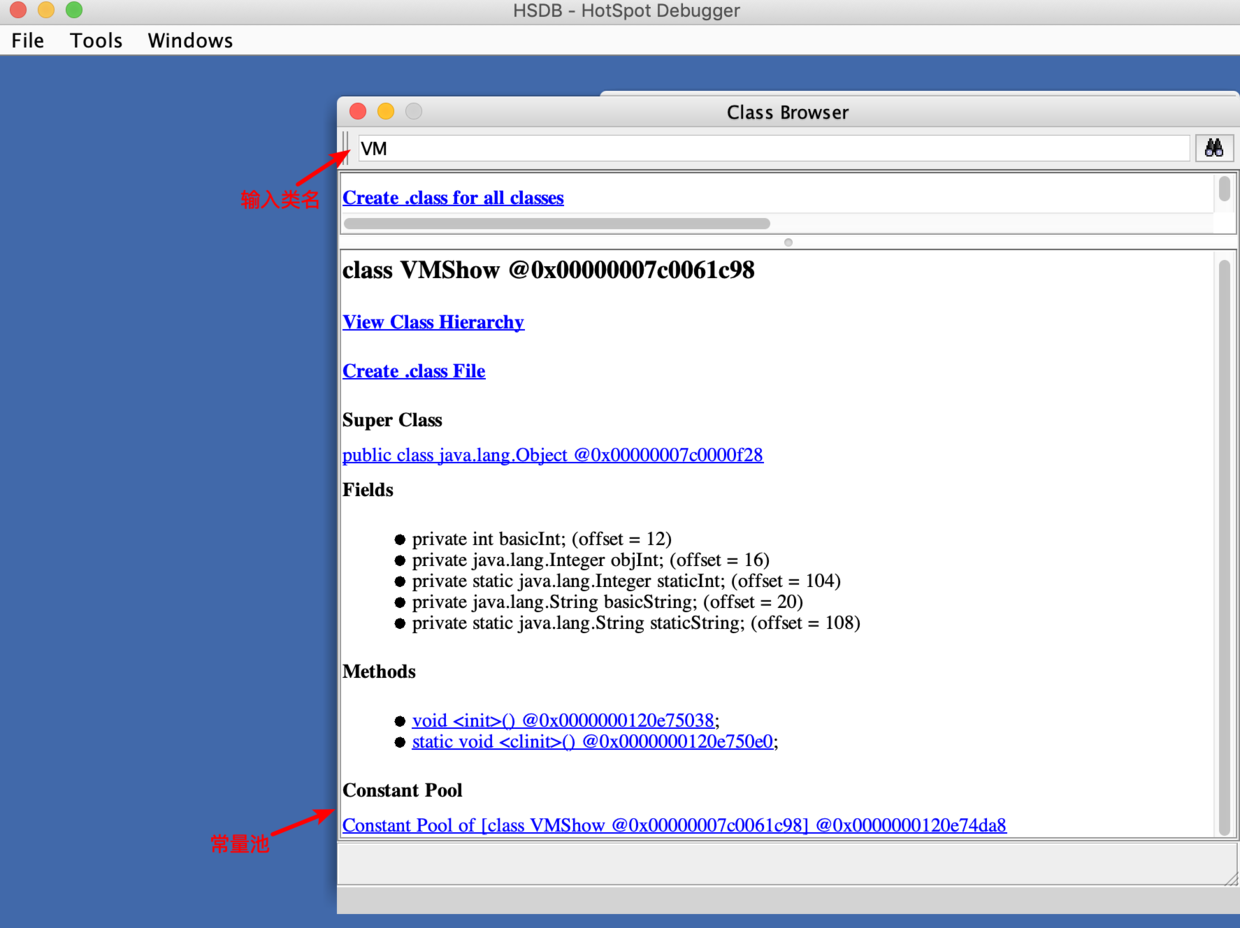 HSDB - HotSpot Debugger
File Tools Windows
Class Browser
VM
输入类名
Create .class for all classes
class VMShow @0x00000007c0061c98
View Class Hierarchy
Create .class File
Super Class
public class java.lang.Object @0x00000007c0000f28
Fields
private int basicInt; (offset = 12)
private java.lang.Integer objInt; (offset = 16)
private static java.lang.Integer staticInt; (offset = 104)
private java.lang.String basicString; (offset = 20)
private static java.lang.String staticString; (offset = 108)
Methods
void <init>() @0x0000000120e75038;
static void <clinit>() @0x0000000120e750e0;
Constant Pool
Constant Pool of [class VMShow @0x00000007c0061c98] @0x0000000120e74da8
常量池